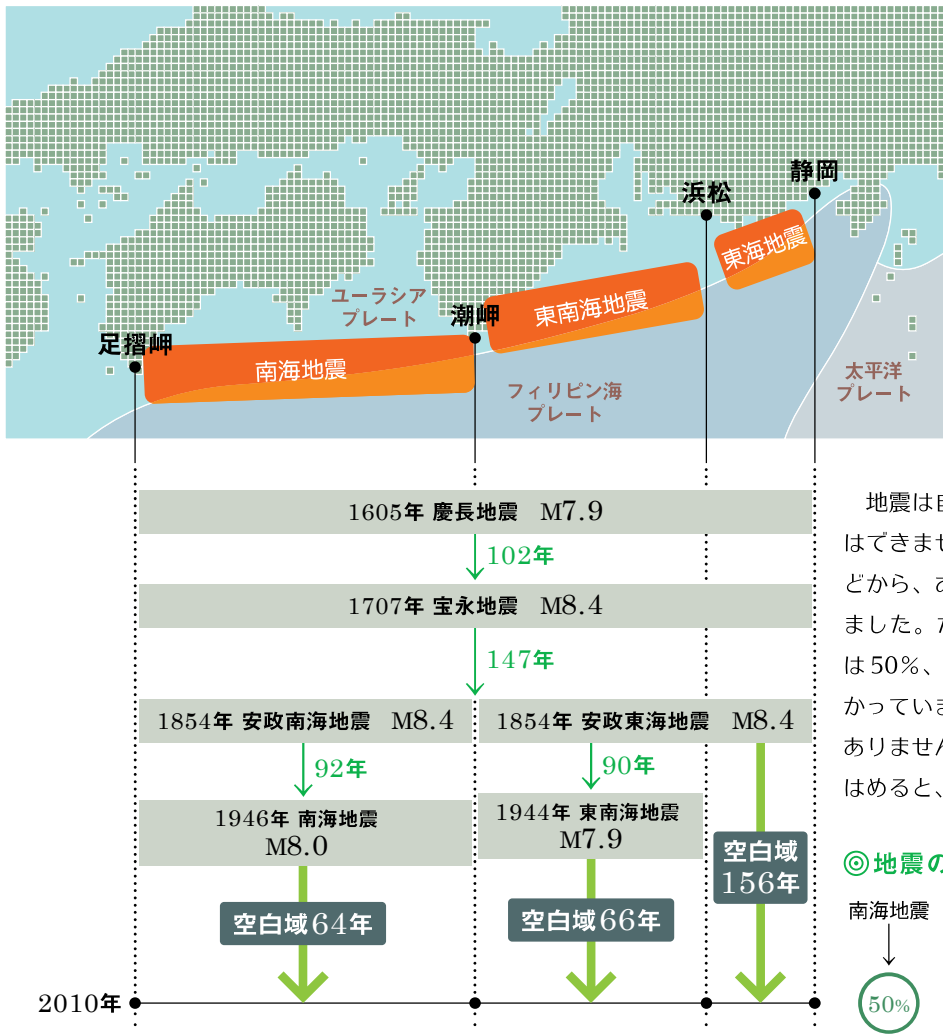 静岡
浜松
東海地震
ユーラシア
プレート
潮岬
東南海地震
足摺岬
南海地震
フィリピン海
プレート
太平洋
プレート
1605年 慶長地震 M7.9
102年
1707年 宝永地震 M8.4
147年
1854年 安政南海地震 M8.4
1854年 安政東海地震 M8.4
92年
90年
1946年 南海地震
M8.0
1944年 東南海地震
M7.9
空白域
156年
空白域64年
空白域66年
2010年
地震は
はできませ
どから、あ
ました。
は50%、
かっていま
ありません
はめると、
◎地震の
南海地震
50%